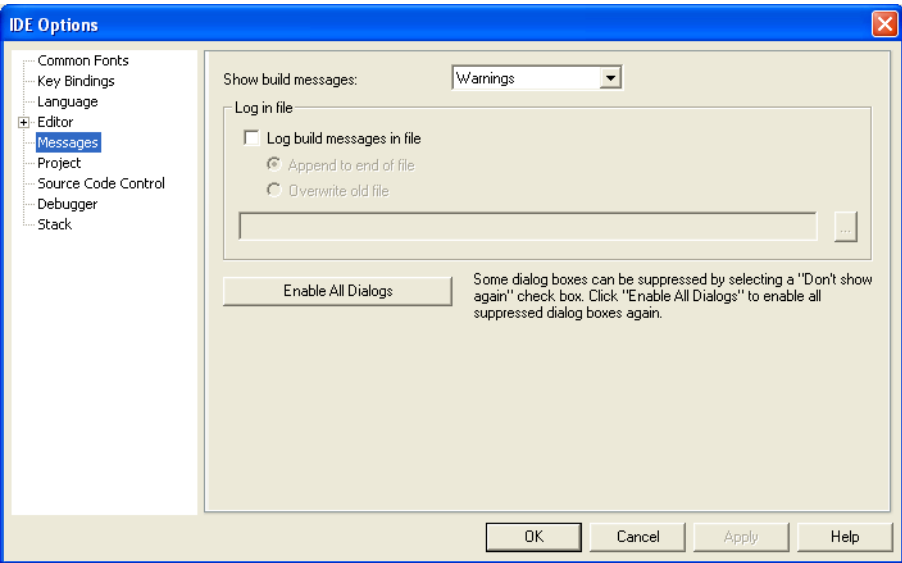 IDE Options
Common Fonts
Key Bindings
Language
Editor
Messages
Project
Source Code Control
Debugger
Stack
Show build messages:
Warnings
Log in file
Log build messages in file
Append to end of file
Overwrite old file
...
Enable All Dialogs
Some dialog boxes can be suppressed by selecting a "Don't show
again" check box. Click "Enable All Dialogs" to enable all
suppressed dialog boxes again.
OK
Cancel
Apply
Help